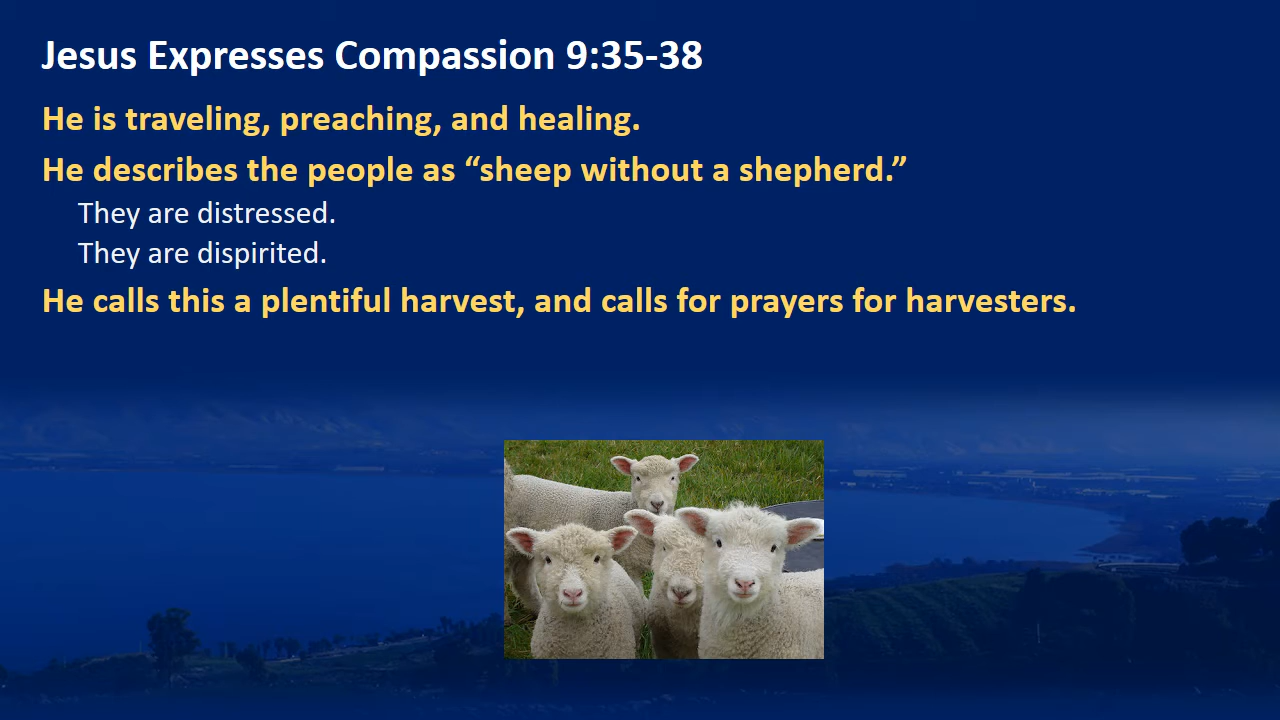 Jesus Expresses Compassion 9:35-38
He is traveling, preaching, and healing.
He describes the people as “sheep without a shepherd.”
They are distressed.
They are dispirited.
He calls this a plentiful harvest, and calls for prayers for harvesters.